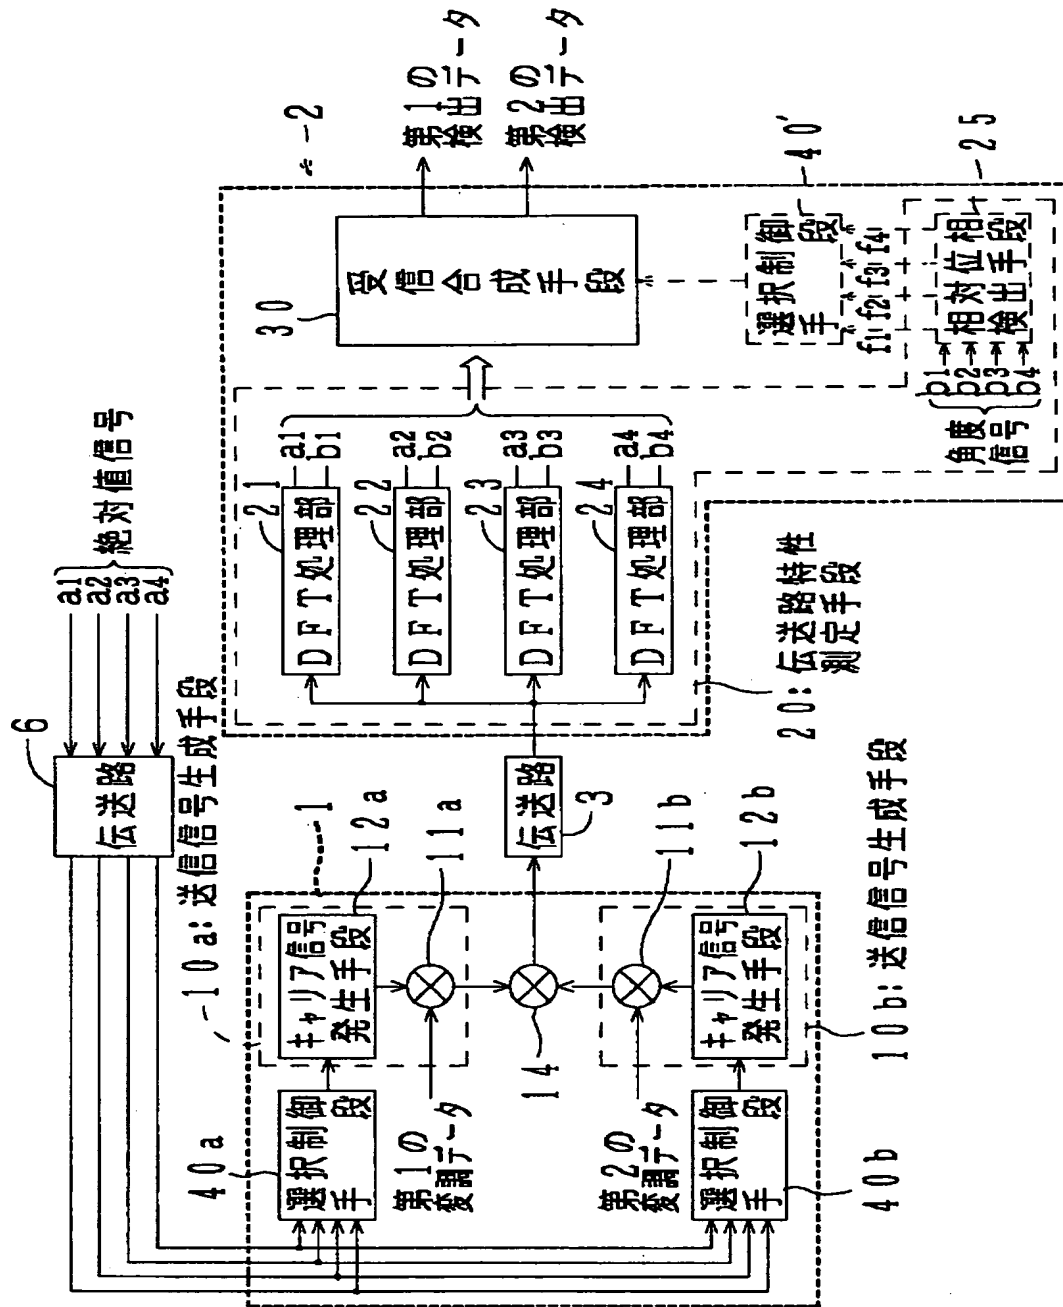 a1
a2
a3
a4
絶対値信号
6
伝送路
10a:送信信号生成手段
1
40a
選択制御
手段
キャリア信号
発生手段
12a
11a
第1の
変調データ
14
伝送路
3
第2の
変調データ
11b
40b
選択制御
手段
キャリア信号
発生手段
12b
10b:送信信号生成手段
20:伝送路特性
測定手段
21
DFT処理部
a1
b1
22
DFT処理部
a2
b2
23
DFT処理部
a3
b3
24
DFT処理部
a4
b4
30
受信合成手段
2
第1の
検出データ
第2の
検出データ
選択制御
手段
40'
f1
f2
f3
f4
相対位相
検出手段
25
b1
b2
b3
b4
角度
信号